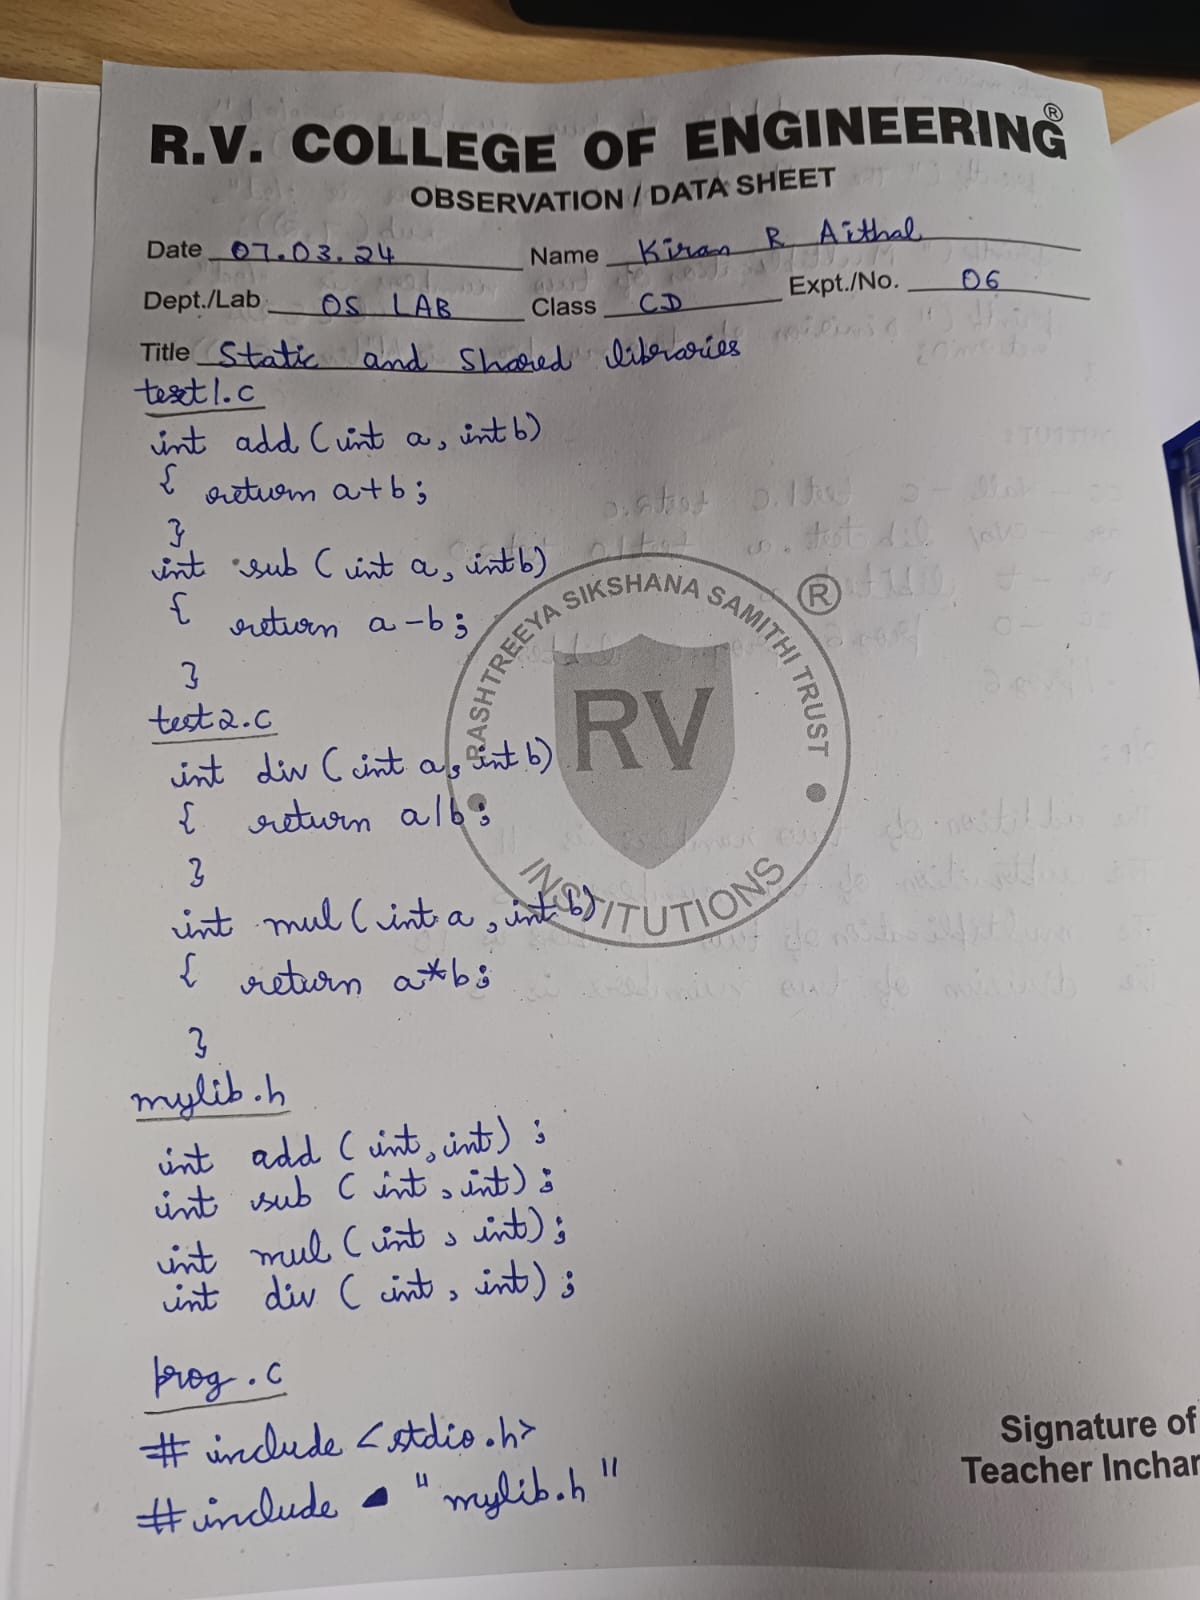 R.V. COLLEGE OF ENGINEERING®
OBSERVATION / DATA SHEET
Date 07.03.24 Name Kiran R Aithal
Dept./Lab OS LAB Class CD Expt./No. 06
Title Static and Shared libraries
test1.c
int add (int a, int b)
{ return a+b;
}
int sub (int a, int b)
{ return a-b;
}
test2.c
int div (int a, int b)
{ return a/b;
}
int mul (int a, int b)
{ return a*b;
}
mylib.h
int add (int, int);
int sub (int, int);
int mul (int, int);
int div (int, int);
prog.c
# include <stdio.h>
# include "mylib.h"
RASHTREEYA SIKSHANA SAMITHI TRUST ®
RV
INSTITUTIONS
Signature of
Teacher Inchar